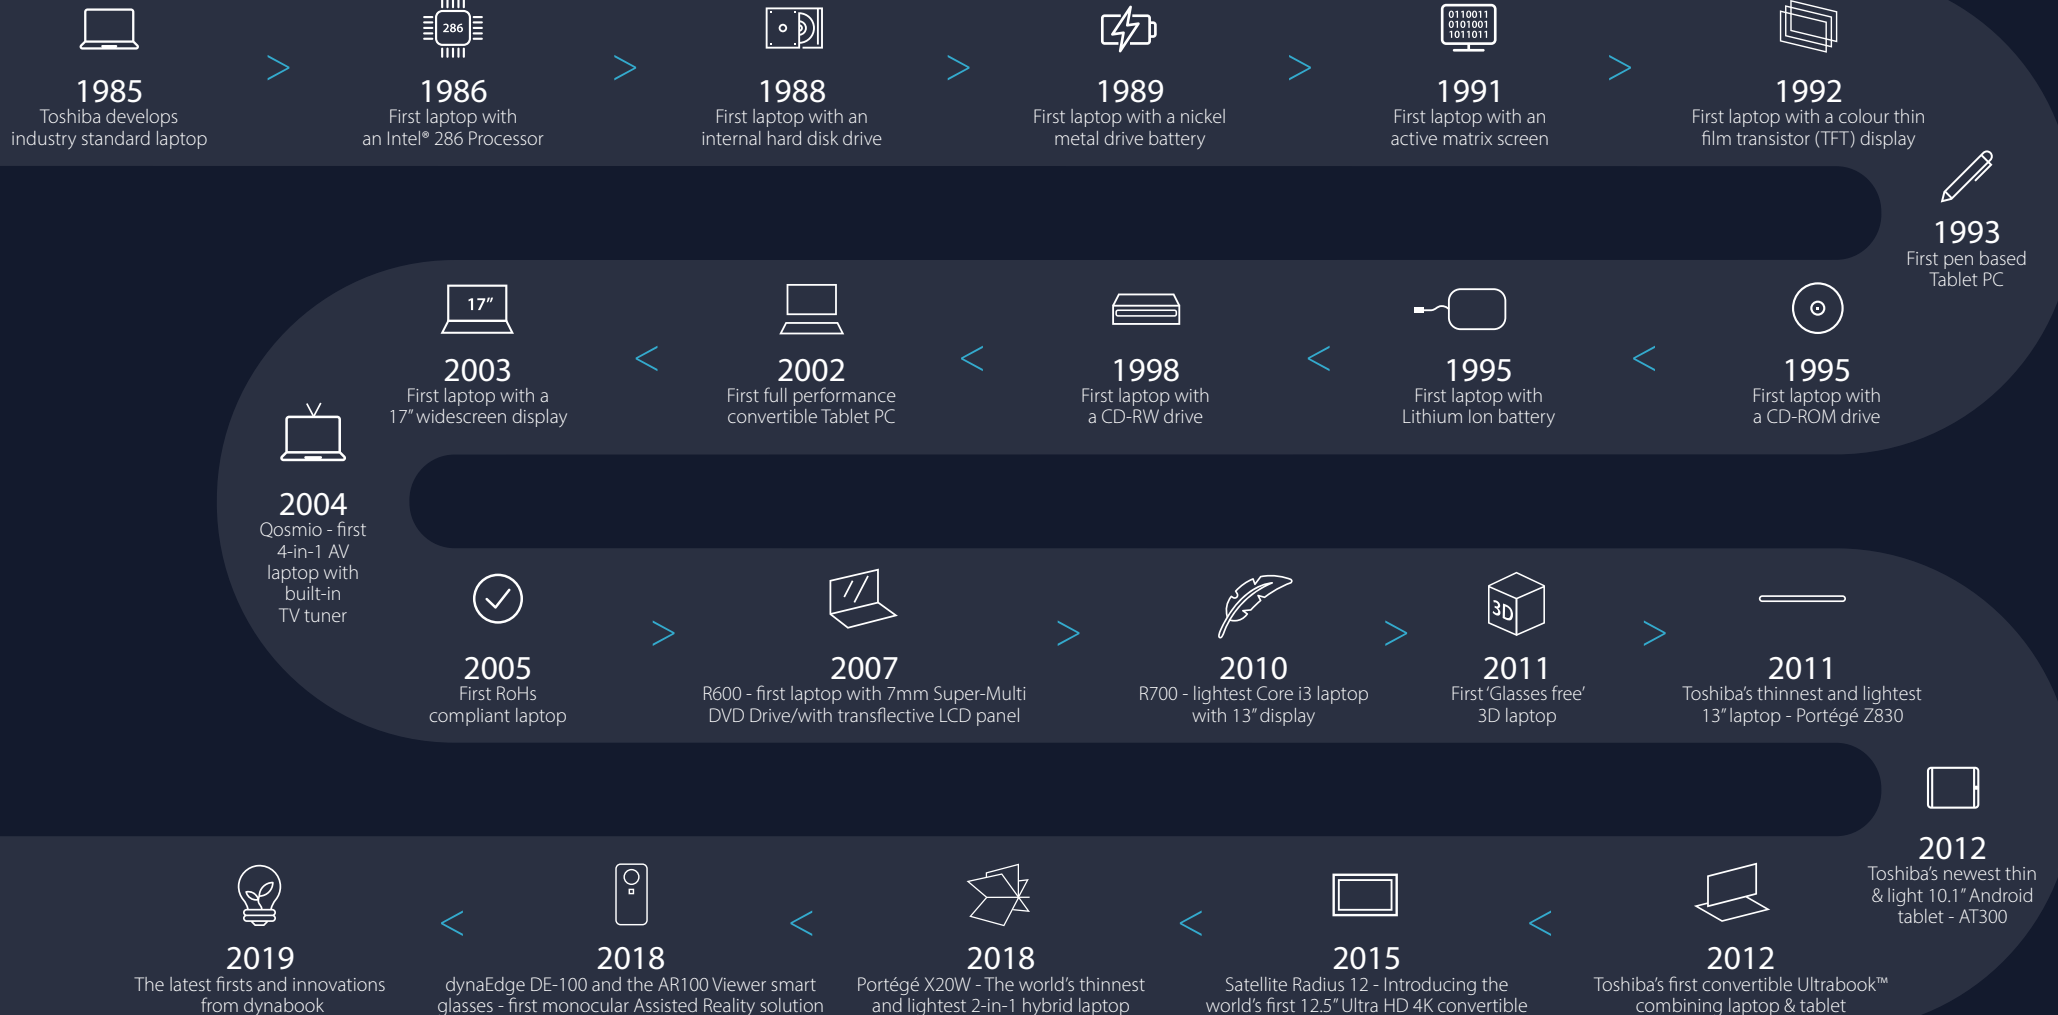 286
0110011
0101001
1011011
1985
Toshiba develops
industry standard laptop
>
1986
First laptop with
an Intel® 286 Processor
>
1988
First laptop with an
internal hard disk drive
>
1989
First laptop with a nickel
metal drive battery
>
1991
First laptop with an
active matrix screen
>
1992
First laptop with a colour thin
film transistor (TFT) display
1993
First pen based
Tablet PC
1995
First laptop with
a CD-ROM drive
<
1995
First laptop with
Lithium Ion battery
<
1998
First laptop with
a CD-RW drive
<
2002
First full performance
convertible Tablet PC
<
17”
2003
First laptop with a
17” widescreen display
2004
Qosmio - first
4-in-1 AV
laptop with
built-in
TV tuner
2005
First RoHs
compliant laptop
>
2007
R600 - first laptop with 7mm Super-Multi
DVD Drive/with transflective LCD panel
>
2010
R700 - lightest Core i3 laptop
with 13” display
>
3D
2011
First ‘Glasses free’
3D laptop
>
2011
Toshiba’s thinnest and lightest
13” laptop - Portégé Z830
2012
Toshiba’s newest thin
& light 10.1” Android
tablet - AT300
2012
Toshiba’s first convertible Ultrabook™
combining laptop & tablet
<
2015
Satellite Radius 12 - Introducing the
world’s first 12.5” Ultra HD 4K convertible
<
2018
Portégé X20W - The world’s thinnest
and lightest 2-in-1 hybrid laptop
<
2018
dynaEdge DE-100 and the AR100 Viewer smart
glasses - first monocular Assisted Reality solution
<
2019
The latest firsts and innovations
from dynabook